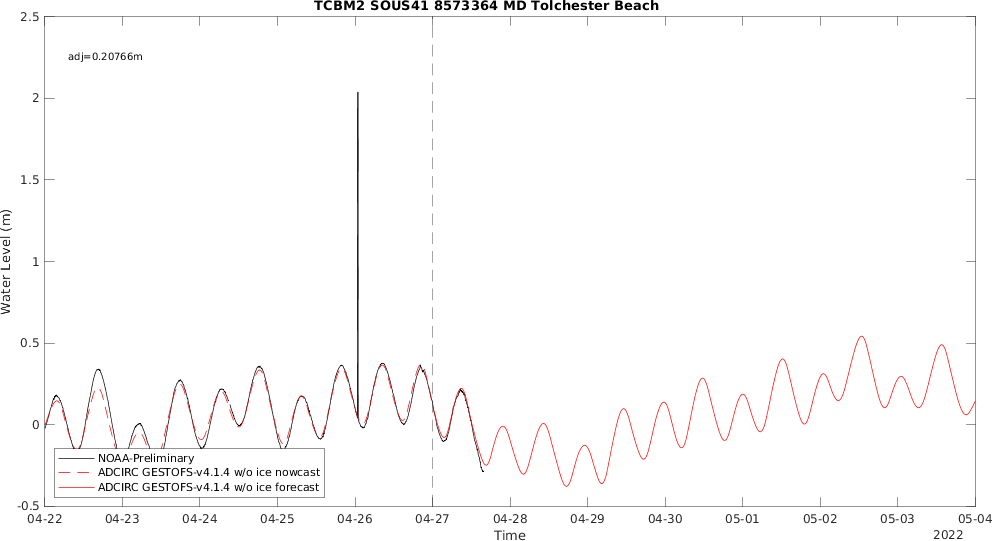 TCBM2 SOUS41 8573364 MD Tolchester Beach
2.5
adj=0.20766m
2
1.5
1
0.5
0
-0.5
Water Level (m)
NOAA-Preliminary
ADCIRC GESTOFS-v4.1.4 w/o ice nowcast
ADCIRC GESTOFS-v4.1.4 w/o ice forecast
04-22 04-23 04-24 04-25 04-26 04-27 04-28 04-29 04-30 05-01 05-02 05-03 05-04
Time
2022